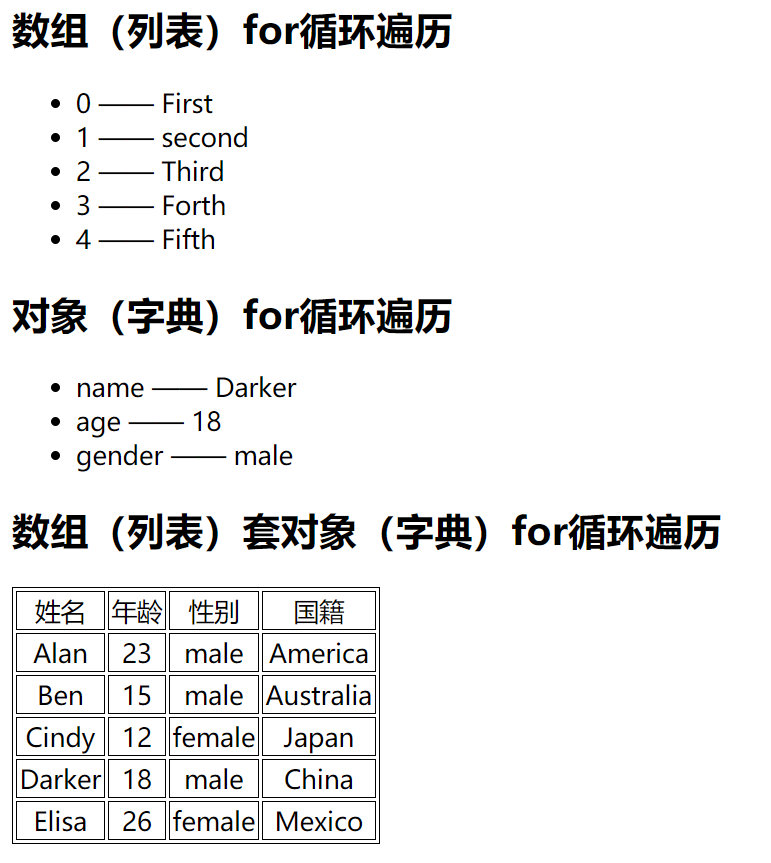 数组（列表）for循环遍历
0 —— First
1 —— second
2 —— Third
3 —— Forth
4 —— Fifth
对象（字典）for循环遍历
name —— Darker
age —— 18
gender —— male
数组（列表）套对象（字典）for循环遍历
姓名 年龄 性别 国籍
Alan 23 male America
Ben 15 male Australia
Cindy 12 female Japan
Darker 18 male China
Elisa 26 female Mexico